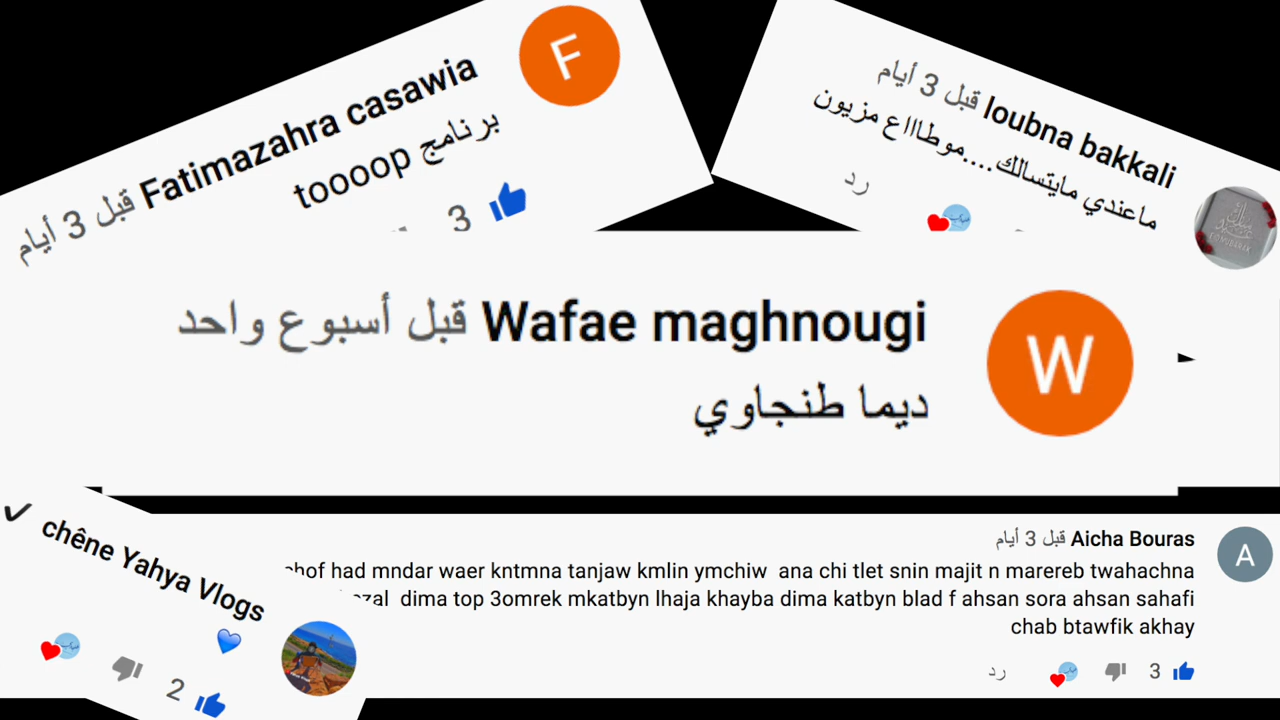 Fatimazahra casawia قبل 3 أيام
برنامج toooop
3
F
loubna bakkali قبل 3 أيام
ماعندي مايتسالك....موطاااع مزيون
رد
Wafae maghnougi قبل أسبوع واحد
ديما طنجاوي
W
chêne Yahya Vlogs
2
Aicha Bouras قبل 3 أيام
had mndar waer kntmna tanjaw kmlin ymchiw ana chi tlet snin majit n marereb twahachna
dima top 3omrek mkatbyn lhaja khayba dima katbyn blad f ahsan sora ahsan sahafi
chab btawfik akhay
رد
3
A